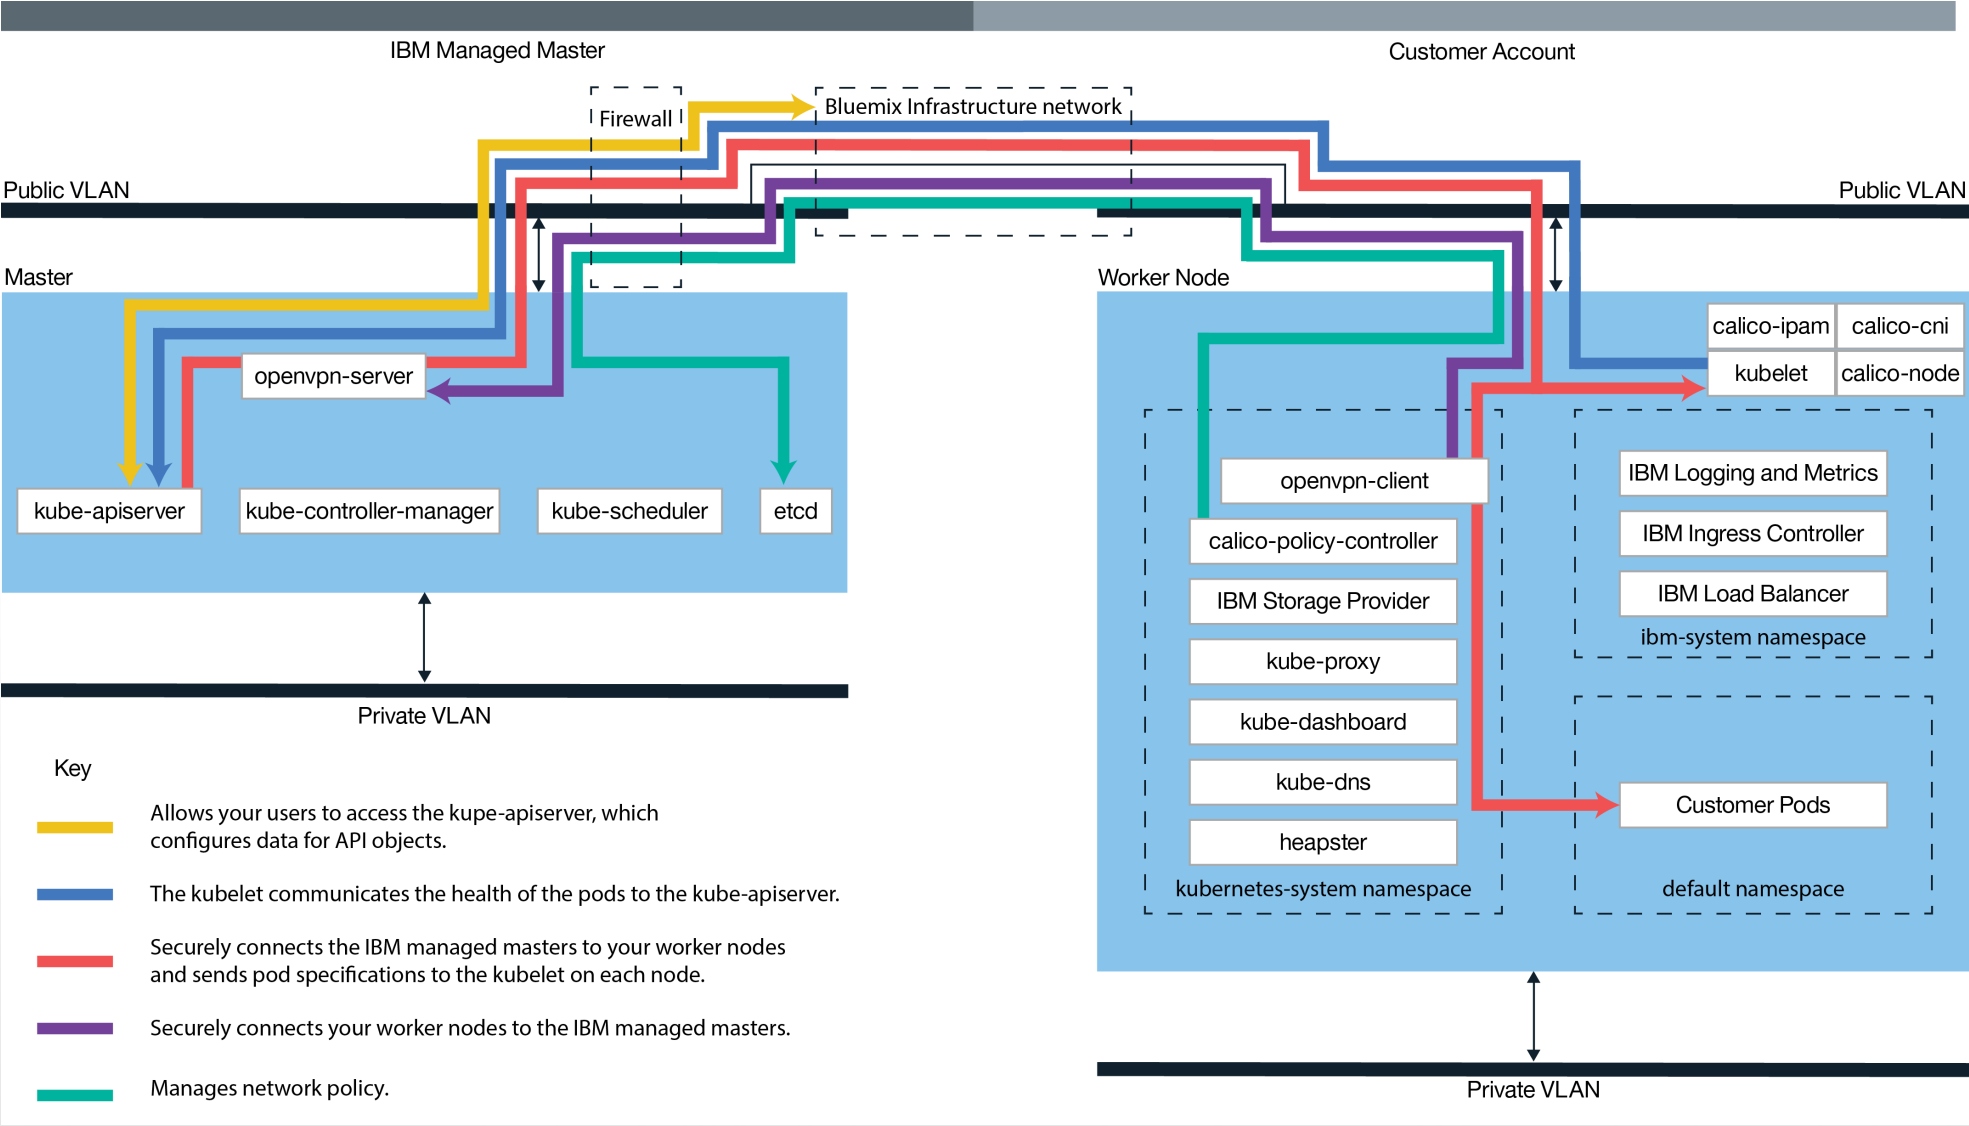 IBM Managed Master
Customer Account
Firewall
Bluemix Infrastructure network
Public VLAN
Public VLAN
Master
Worker Node
openvpn-server
kube-apiserver
kube-controller-manager
kube-scheduler
etcd
Private VLAN
calico-ipam
calico-cni
kubelet
calico-node
openvpn-client
calico-policy-controller
IBM Storage Provider
kube-proxy
kube-dashboard
kube-dns
heapster
kubernetes-system namespace
IBM Logging and Metrics
IBM Ingress Controller
IBM Load Balancer
ibm-system namespace
Customer Pods
default namespace
Private VLAN
Key
Allows your users to access the kupe-apiserver, which
configures data for API objects.
The kubelet communicates the health of the pods to the kube-apiserver.
Securely connects the IBM managed masters to your worker nodes
and sends pod specifications to the kubelet on each node.
Securely connects your worker nodes to the IBM managed masters.
Manages network policy.